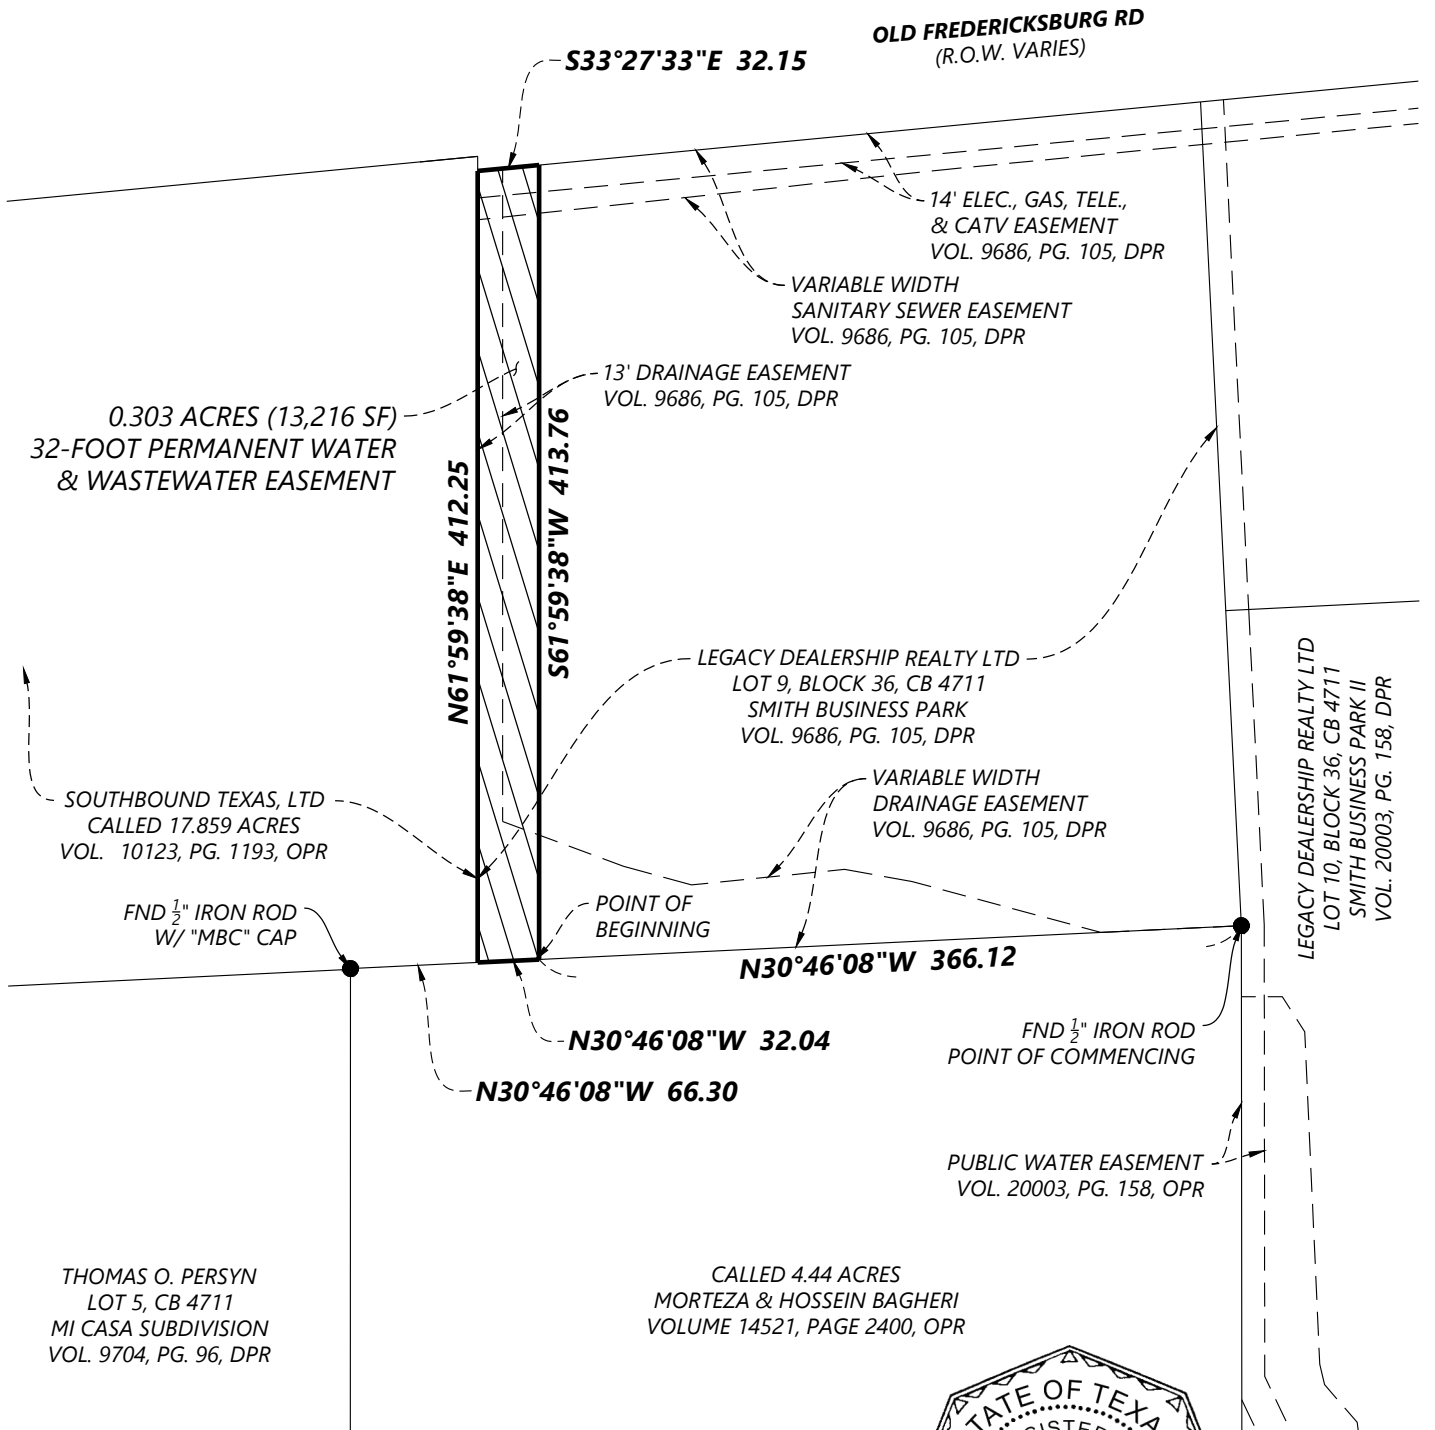 OLD FREDERICKSBURG RD
(R.O.W. VARIES)
S33°27'33"E 32.15
14' ELEC., GAS, TELE.,
& CATV EASEMENT
VOL. 9686, PG. 105, DPR
VARIABLE WIDTH
SANITARY SEWER EASEMENT
VOL. 9686, PG. 105, DPR
13' DRAINAGE EASEMENT
VOL. 9686, PG. 105, DPR
0.303 ACRES (13,216 SF)
32-FOOT PERMANENT WATER
& WASTEWATER EASEMENT
N61°59'38"E 412.25
S61°59'38"W 413.76
LEGACY DEALERSHIP REALTY LTD
LOT 9, BLOCK 36, CB 4711
SMITH BUSINESS PARK
VOL. 9686, PG. 105, DPR
LEGACY DEALERSHIP REALTY LTD
LOT 10, BLOCK 36, CB 4711
SMITH BUSINESS PARK II
VOL. 20003, PG. 158, DPR
SOUTHBOUND TEXAS, LTD
CALLED 17.859 ACRES
VOL. 10123, PG. 1193, OPR
VARIABLE WIDTH
DRAINAGE EASEMENT
VOL. 9686, PG. 105, DPR
FND ½" IRON ROD
W/ "MBC" CAP
POINT OF
BEGINNING
N30°46'08"W 366.12
N30°46'08"W 32.04
N30°46'08"W 66.30
FND ½" IRON ROD
POINT OF COMMENCING
PUBLIC WATER EASEMENT
VOL. 20003, PG. 158, OPR
THOMAS O. PERSYN
LOT 5, CB 4711
MI CASA SUBDIVISION
VOL. 9704, PG. 96, DPR
CALLED 4.44 ACRES
MORTEZA & HOSSEIN BAGHERI
VOLUME 14521, PAGE 2400, OPR
TATE OF TEXA
ISTER